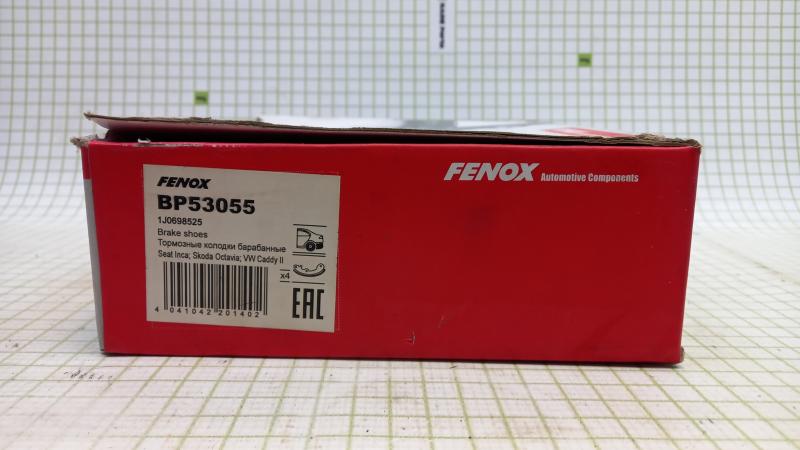 FENOX
BP53055
1J0698525
Brake shoes
Тормозные колодки барабанные
Seat Inca; Skoda Octavia; VW Caddy II
x4
EAC
4 041042 201402
FENOX Automotive Components